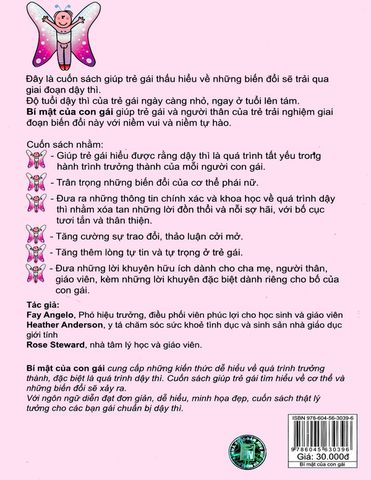 Đây là cuốn sách giúp trẻ gái thấu hiểu về những biến đổi sẽ trải qua
giai đoạn dậy thì.
Độ tuổi dậy thì của trẻ gái ngày càng nhỏ, ngay ở tuổi lên tám.
Bí mật của con gái giúp trẻ gái và người thân của trẻ trải nghiệm giai
đoạn biến đổi này với niềm vui và niềm tự hào.
Cuốn sách nhằm:
- Giúp trẻ gái hiểu được rằng dậy thì là quá trình tất yếu trong
hành trình trưởng thành của mỗi người con gái.
- Trân trọng những biến đổi của cơ thể phái nữ.
- Đưa ra những thông tin chính xác và khoa học về quá trình dậy
thì nhằm xóa tan những lời đồn thổi và nỗi sợ hãi, với bố cục
tươi tắn và thân thiện.
- Tăng cường sự trao đổi, thảo luận cởi mở.
- Tăng thêm lòng tự tin và tự trọng ở trẻ gái.
- Đưa những lời khuyên hữu ích dành cho cha mẹ, người thân,
giáo viên, kèm những lời khuyên đặc biệt dành riêng cho bố của
con gái.
Tác giả:
Fay Angelo, Phó hiệu trưởng, điều phối viên phúc lợi cho học sinh và giáo viên
Heather Anderson, y tá chăm sóc sức khỏe tình dục và sinh sản nhà giáo dục
giới tính
Rose Steward, nhà tâm lý học và giáo viên.
Bí mật của con gái cung cấp những kiến thức dễ hiểu về quá trình trưởng
thành, đặc biệt là quá trình dậy thì. Cuốn sách giúp trẻ gái tìm hiểu về cơ thể và
những biến đổi sẽ xảy ra.
Với ngôn ngữ diễn đạt đơn giản, dễ hiểu, minh họa đẹp, cuốn sách thật lý
tưởng cho các bạn gái chuẩn bị dậy thì.
ISBN 978-604-56-3039-6
9786045630396
Giá: 30.000đ
Bí mật của con gái